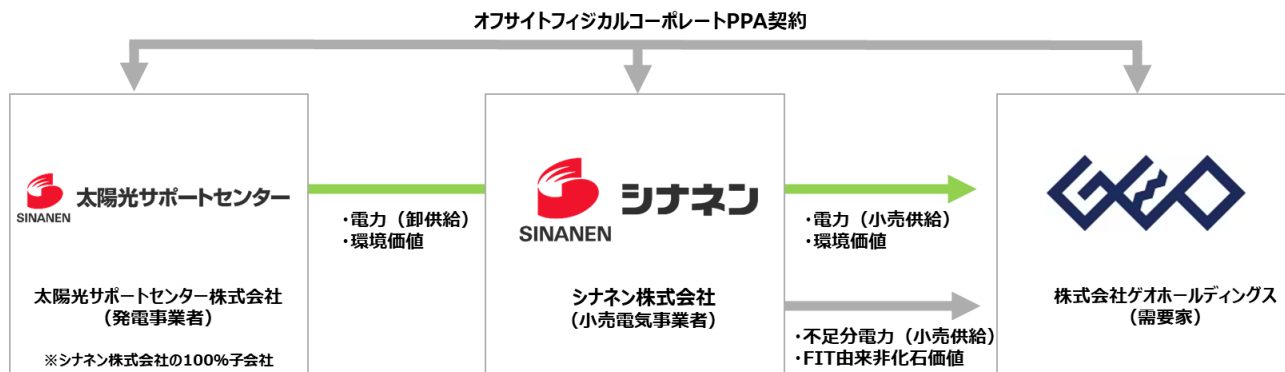 オフサイトフィジカルコーポレートPPA契約
SINANEN
太陽光サポートセンター
太陽光サポートセンター株式会社
（発電事業者）
※シナネン株式会社の100%子会社
・電力（卸供給）
・環境価値
SINANEN
シナネン
シナネン株式会社
（小売電気事業者）
・電力（小売供給）
・環境価値
・不足分電力（小売供給）
・FIT由来非化石価値
GEO
株式会社ゲオホールディングス
（需要家）